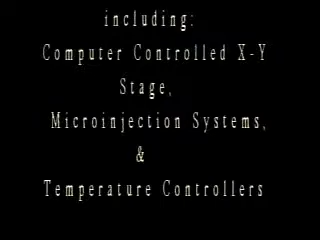 including:
Computer Controlled X-Y
Stage,
Microinjection Systems,
&
Temperature Controllers